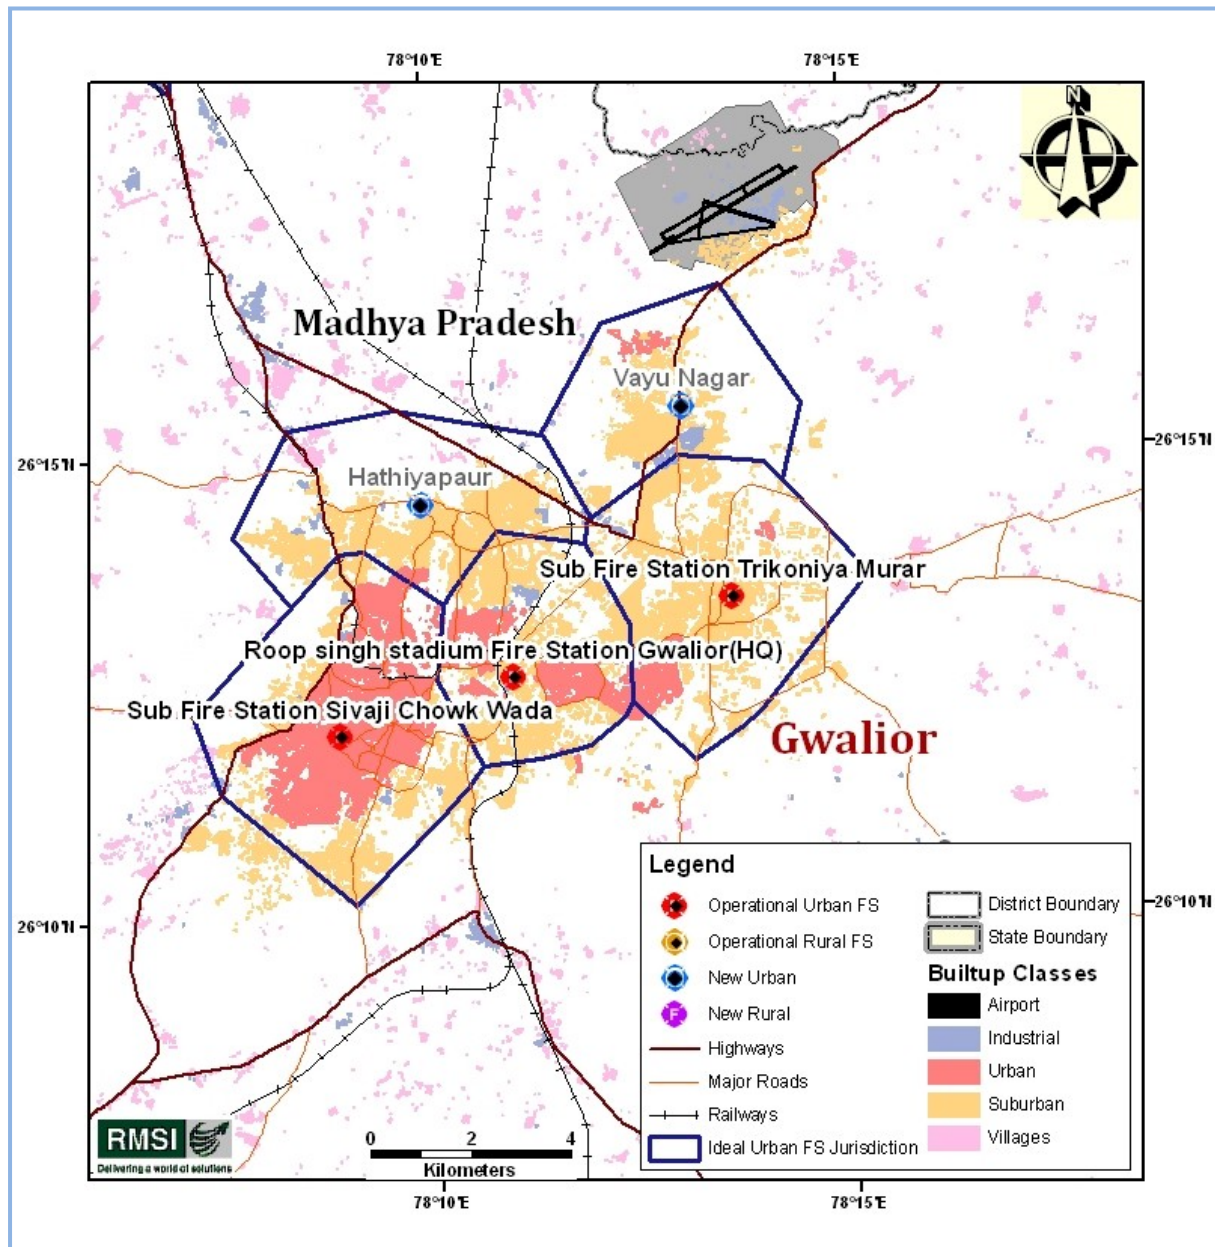 78°10'E 78°15'E
N
Madhya Pradesh
Vayu Nagar
26°15'N 26°15'N
Hathiyapaur
Sub Fire Station Trikoniya Murar
Roop singh stadium Fire Station Gwalior(HQ)
Sub Fire Station Sivaji Chowk Wada
Gwalior
Legend
Operational Urban FS
Operational Rural FS
New Urban
F New Rural
Highways
Major Roads
Railways
Ideal Urban FS Jurisdiction
District Boundary
State Boundary
Builtup Classes
Airport
Industrial
Urban
Suburban
Villages
26°10'N 26°10'N
RMSI
Delivering a world of solutions
0 2 4
Kilometers
78°10'E 78°15'E